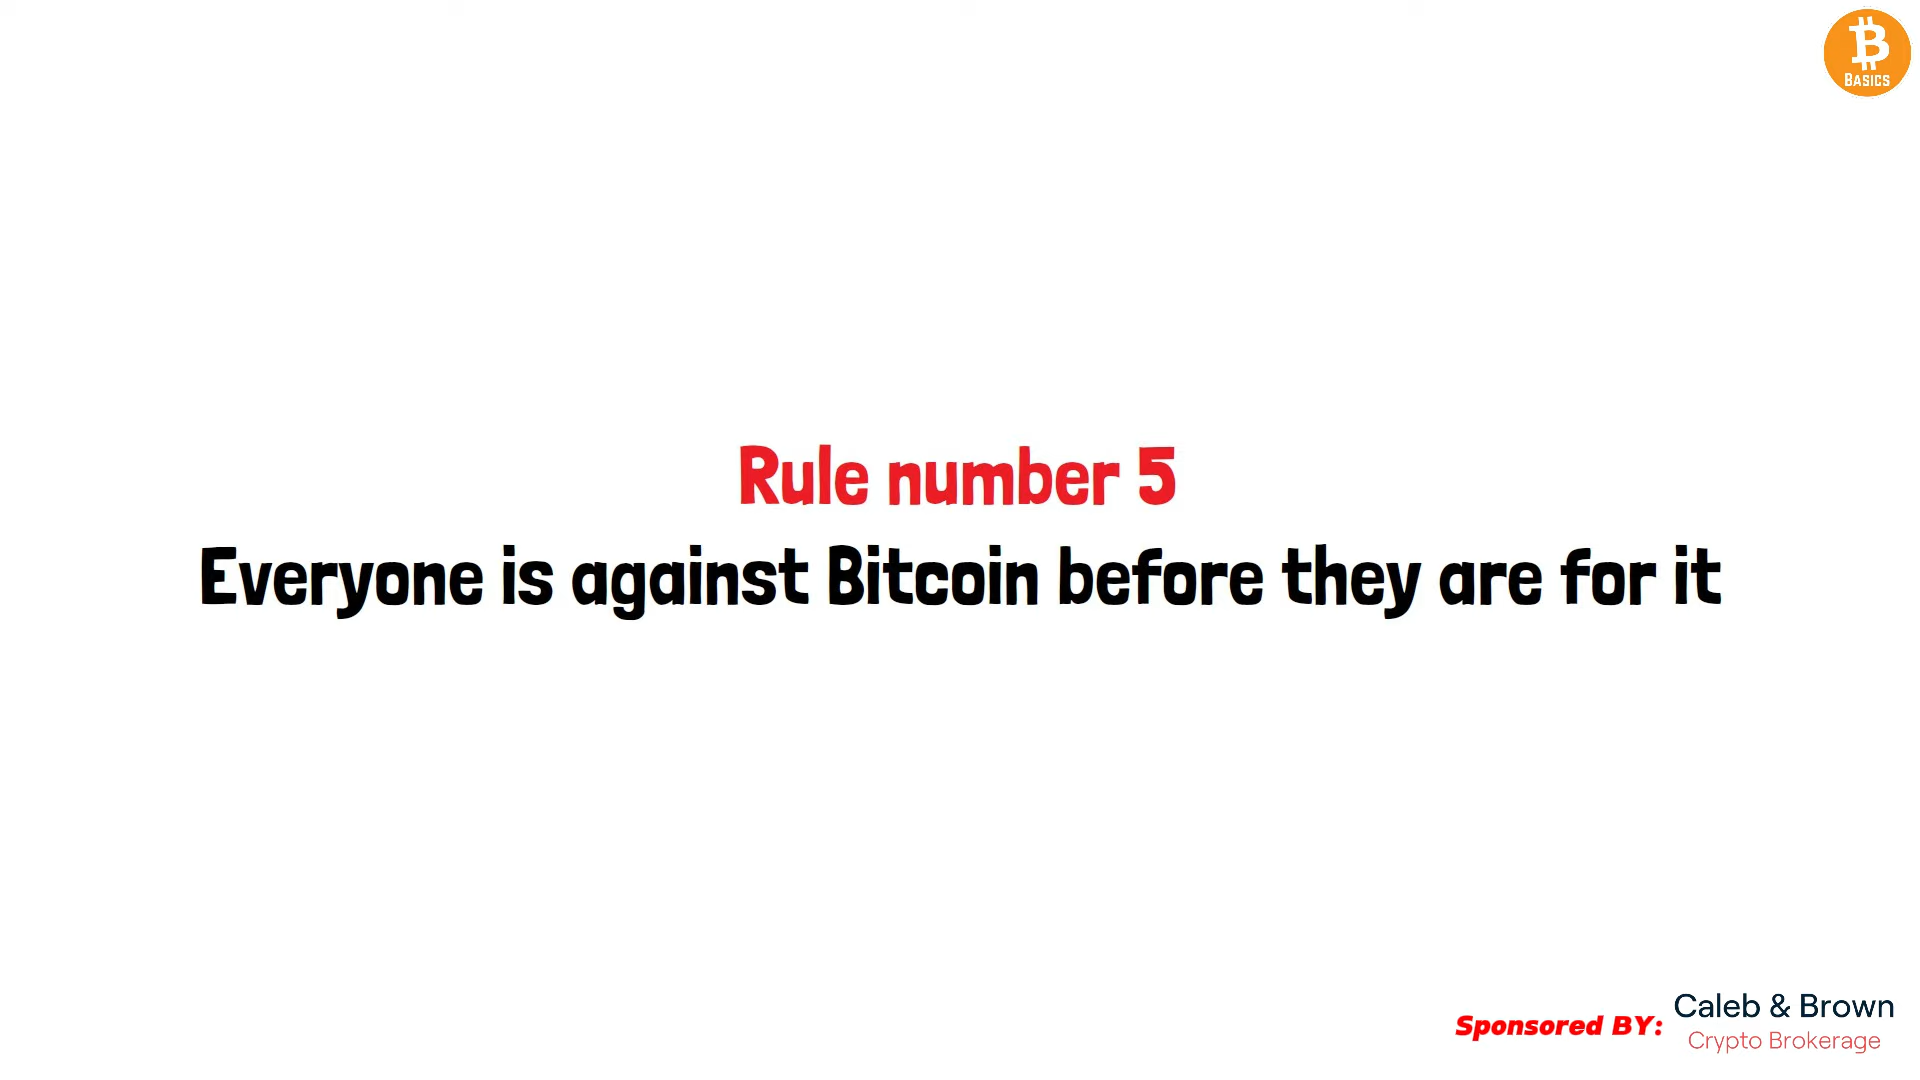 ₿
BASICS
Rule number 5
Everyone is against Bitcoin before they are for it
Sponsored BY:
Caleb & Brown
Crypto Brokerage